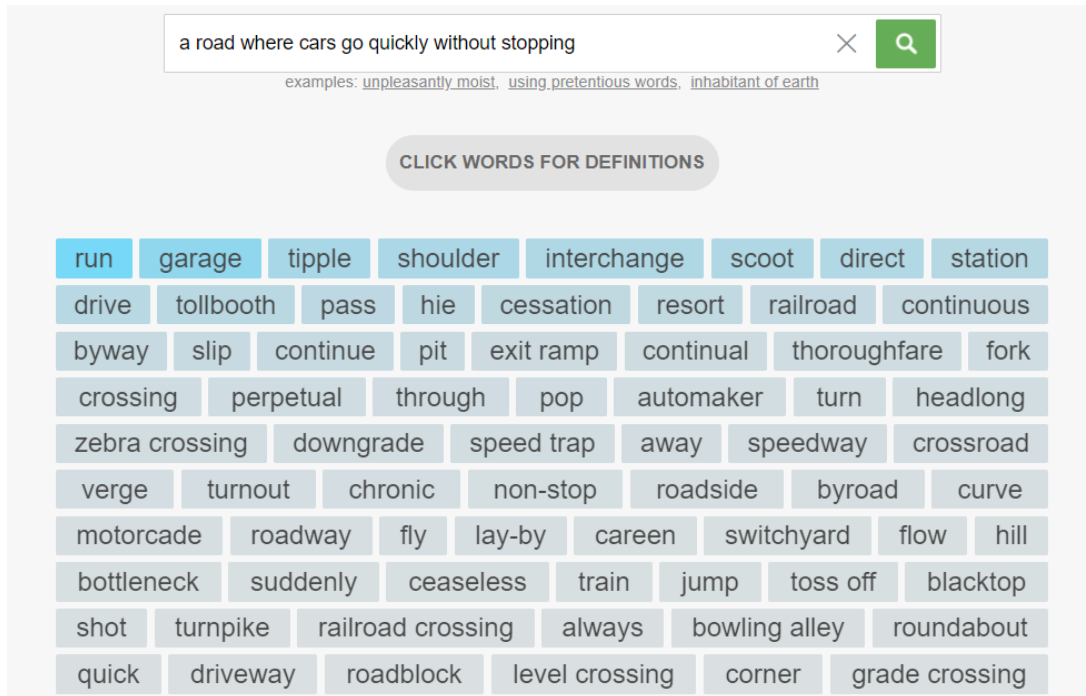 a road where cars go quickly without stopping
examples: unpleasantly moist, using pretentious words, inhabitant of earth
CLICK WORDS FOR DEFINITIONS
run garage tipple shoulder interchange scoot direct station
drive tollbooth pass hie cessation resort railroad continuous
byway slip continue pit exit ramp continual thoroughfare fork
crossing perpetual through pop automaker turn headlong
zebra crossing downgrade speed trap away speedway crossroad
verge turnout chronic non-stop roadside byroad curve
motorcade roadway fly lay-by careen switchyard flow hill
bottleneck suddenly ceaseless train jump toss off blacktop
shot turnpike railroad crossing always bowling alley roundabout
quick driveway roadblock level crossing corner grade crossing